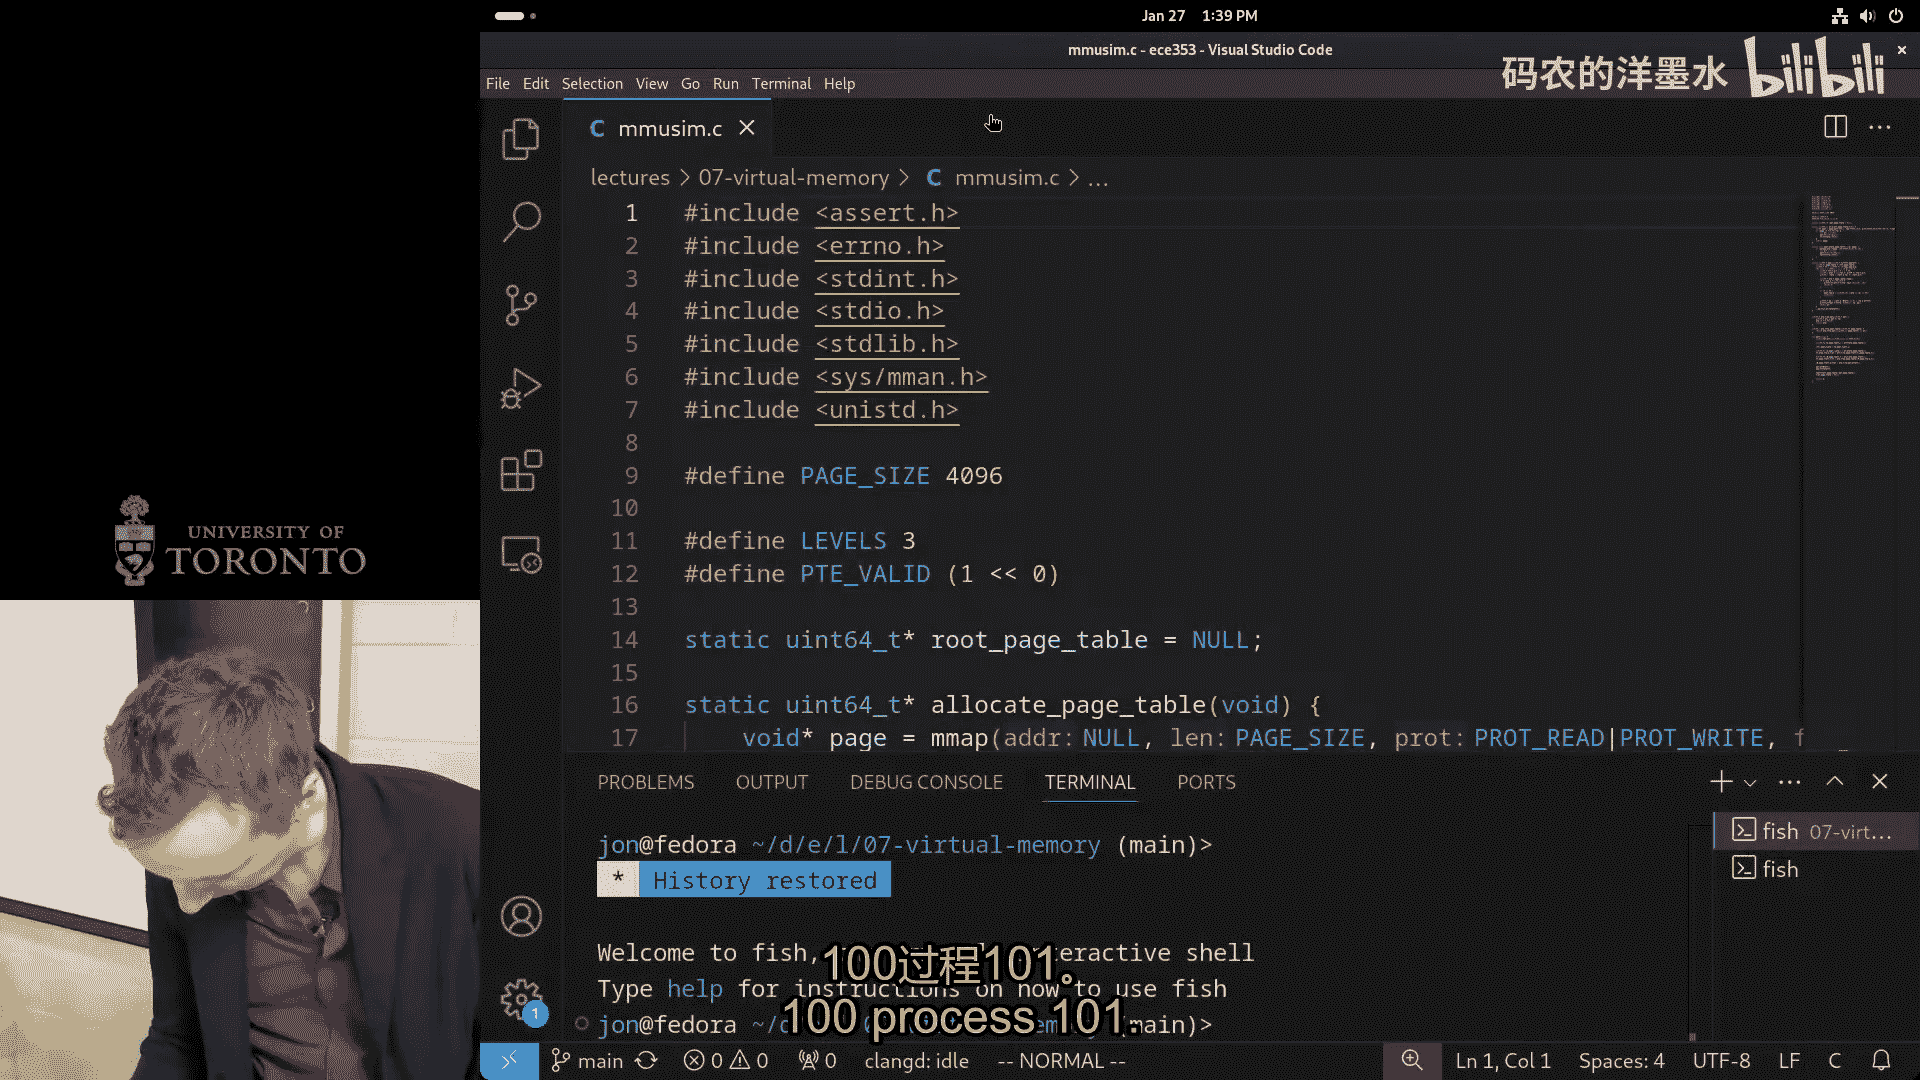 Jan 27 1:39 PM
mmusim.c - ece353 - Visual Studio Code
码农的洋墨水 bilibili
File Edit Selection View Go Run Terminal Help
C mmusim.c
lectures > 07-virtual-memory > C mmusim.c > ...
1 #include <assert.h>
2 #include <errno.h>
3 #include <stdint.h>
4 #include <stdio.h>
5 #include <stdlib.h>
6 #include <sys/mman.h>
7 #include <unistd.h>
8
9 #define PAGE_SIZE 4096
10
11 #define LEVELS 3
12 #define PTE_VALID (1 << 0)
13
14 static uint64_t* root_page_table = NULL;
15
16 static uint64_t* allocate_page_table(void) {
17 void* page = mmap(addr: NULL, len: PAGE_SIZE, prot: PROT_READ|PROT_WRITE, f
UNIVERSITY OF
TORONTO
PROBLEMS OUTPUT DEBUG CONSOLE TERMINAL PORTS
fish 07-virt...
fish
jon@fedora ~/d/e/l/07-virtual-memory (main)>
* History restored
Welcome to fish, eractive shell
Type help for instructions on how to use fish
jon@fedora ~/d (main)>
100过程101。
100 process 101.
1
main 0 0 0 clangd: idle -- NORMAL -- Ln 1, Col 1 Spaces: 4 UTF-8 LF C